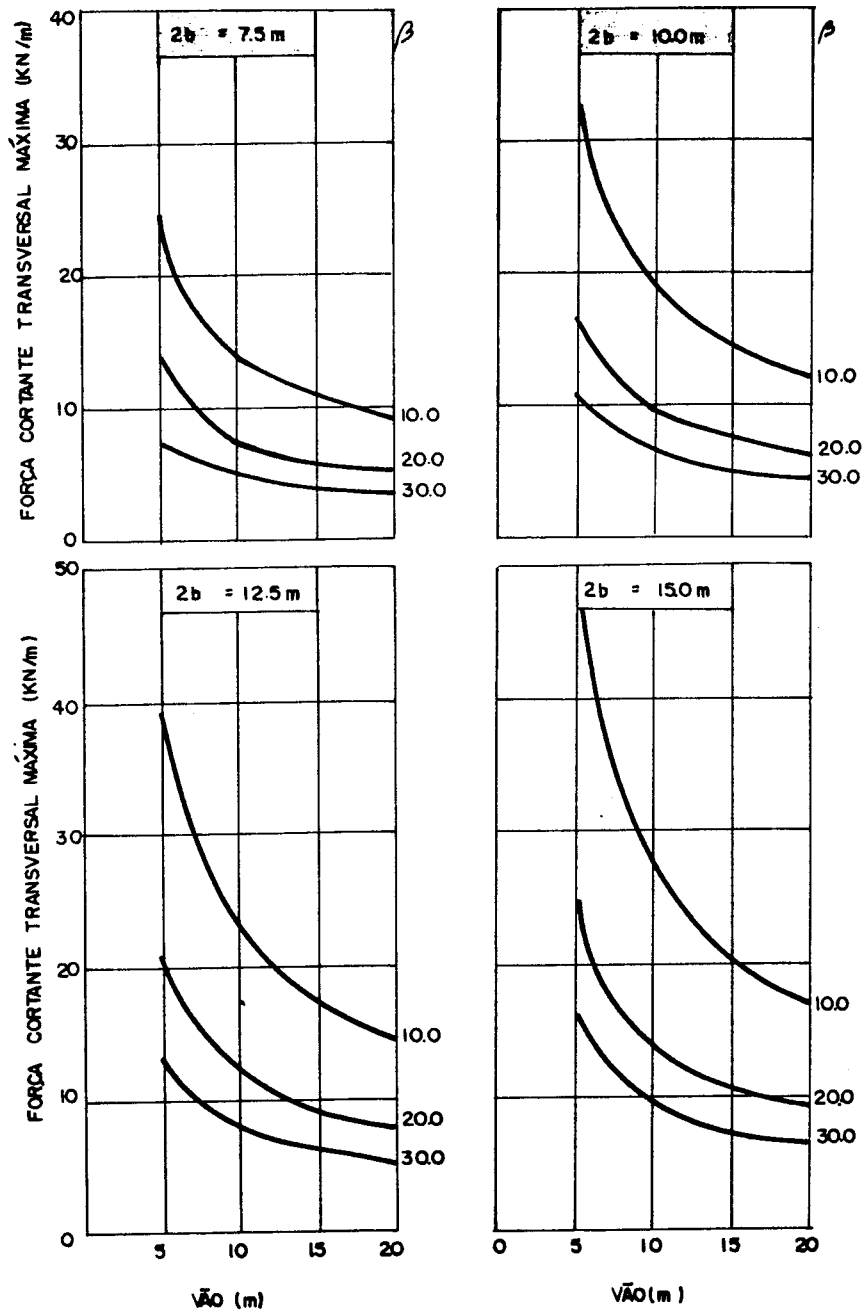 FORÇA CORTANTE TRANSVERSAL MÁXIMA (KN/m)
40
30
20
10
0
2b = 7.5 m
β
10.0
20.0
30.0
2b = 10.0 m
β
10.0
20.0
30.0
FORÇA CORTANTE TRANSVERSAL MÁXIMA (KN/m)
50
40
30
20
10
0
2b = 12.5 m
10.0
20.0
30.0
5 10 15 20
VÃO (m)
2b = 15.0 m
10.0
20.0
30.0
0 5 10 15 20
VÃO (m)